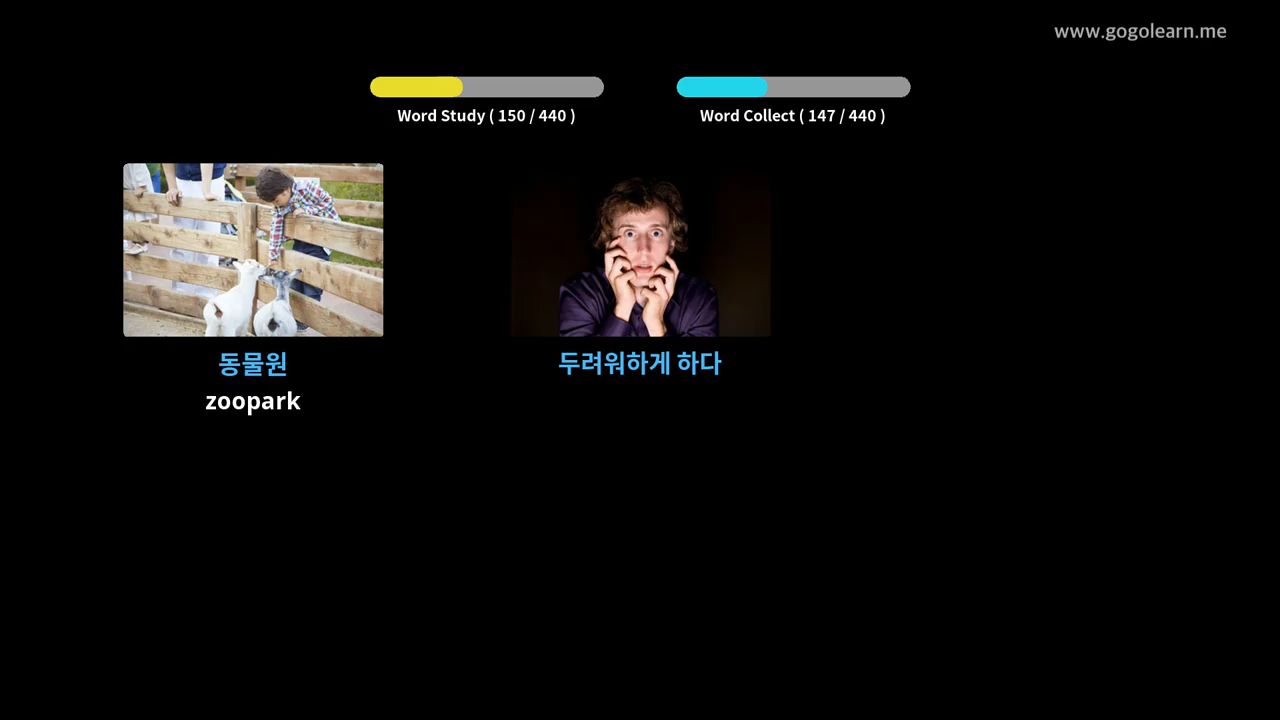 www.gogolearn.me
Word Study ( 150 / 440 )
Word Collect ( 147 / 440 )
동물원
zoopark
두려워하게 하다